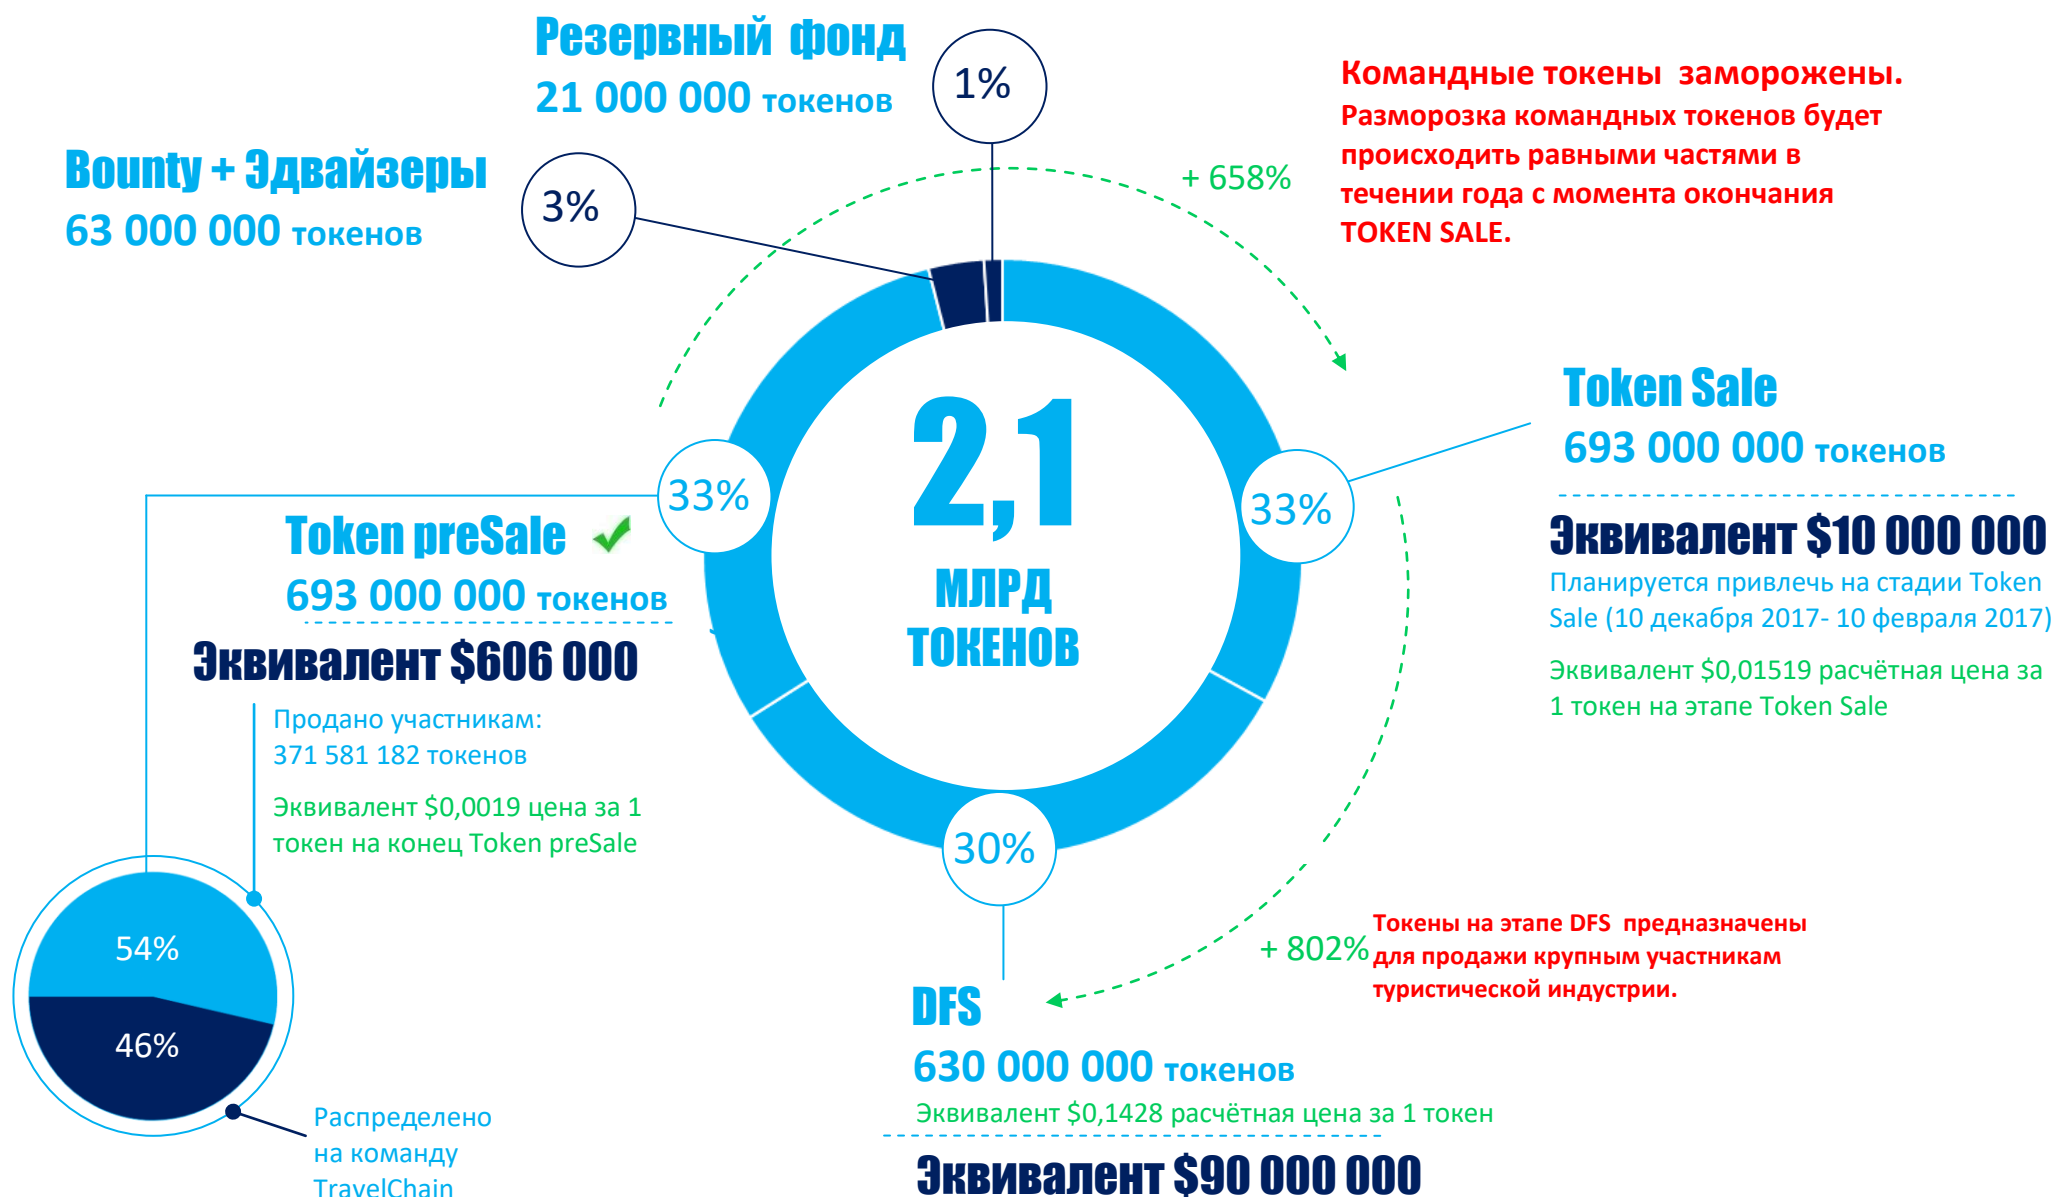 Резервный фонд
21 000 000 токенов
1%
Bounty + Эдвайзеры
63 000 000 токенов
3%
Командные токены заморожены.
Разморозка командных токенов будет
происходить равными частями в
течении года с момента окончания
TOKEN SALE.
+ 658%
Token Sale
693 000 000 токенов
33%
Эквивалент $10 000 000
Планируется привлечь на стадии Token
Sale (10 декабря 2017- 10 февраля 2017)
Эквивалент $0,01519 расчётная цена за
1 токен на этапе Token Sale
2,1
МЛРД
ТОКЕНОВ
33%
Token preSale
693 000 000 токенов
Эквивалент $606 000
Продано участникам:
371 581 182 токенов
Эквивалент $0,0019 цена за 1
токен на конец Token preSale
54%
46%
Распределено
на команду
TravelChain
30%
+ 802%
Токены на этапе DFS предназначены
для продажи крупным участникам
туристической индустрии.
DFS
630 000 000 токенов
Эквивалент $0,1428 расчётная цена за 1 токен
Эквивалент $90 000 000